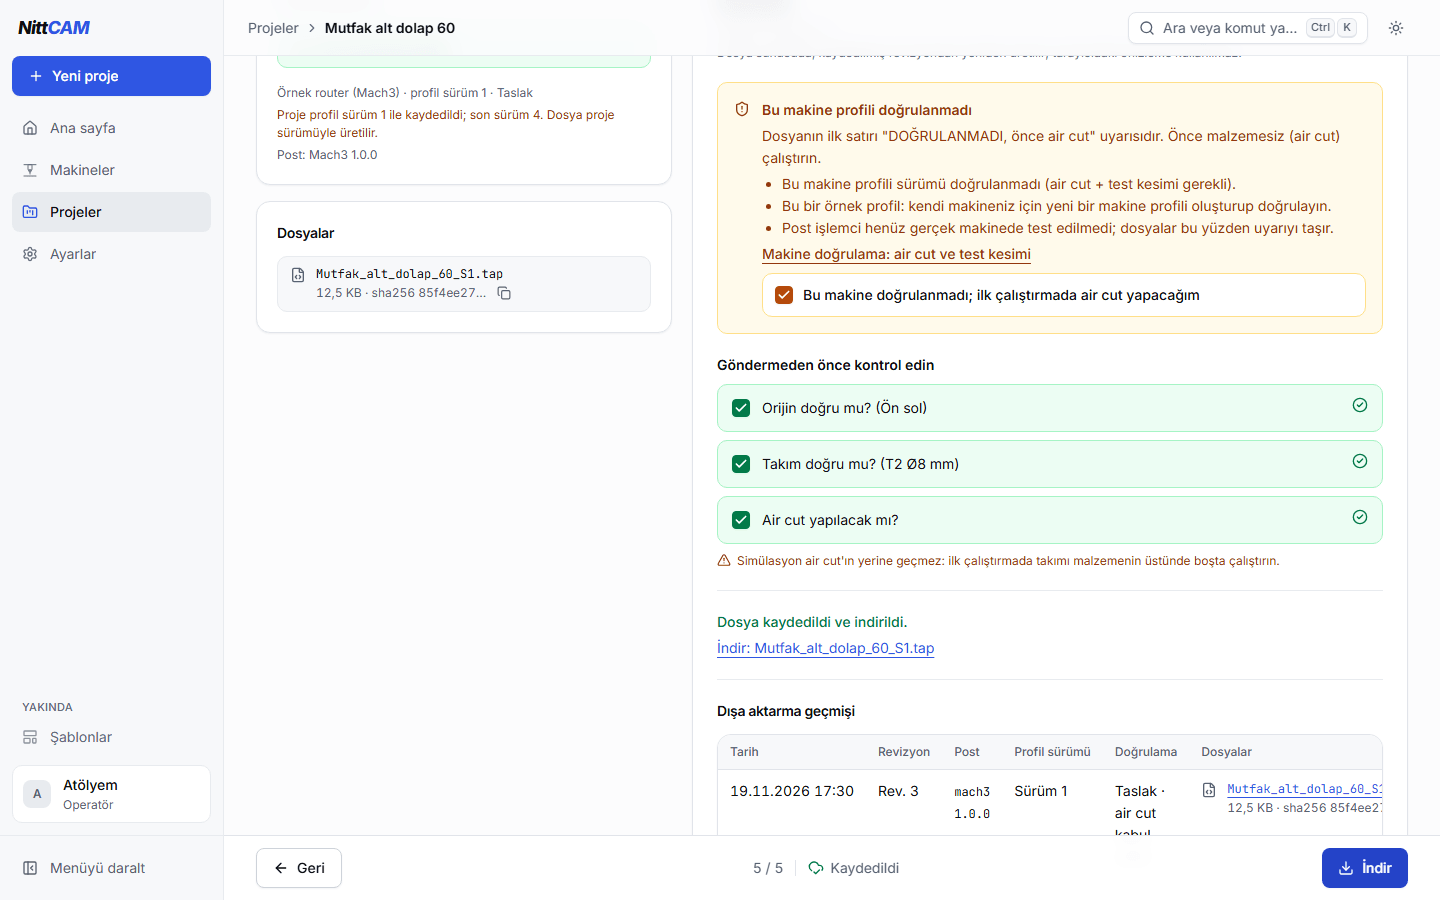 NittCAM
Yeni proje
Ana sayfa
Makineler
Projeler
Ayarlar
YAKINDA
Şablonlar
A
Atölyem
Operatör
Menüyü daralt
Projeler > Mutfak alt dolap 60
Ara veya komut ya... Ctrl K
Örnek router (Mach3) · profil sürüm 1 · Taslak
Proje profil sürüm 1 ile kaydedildi; son sürüm 4. Dosya proje
sürümüyle üretilir.
Post: Mach3 1.0.0
Dosyalar
Mutfak_alt_dolap_60_S1.tap
12,5 KB · sha256 85f4ee27...
Bu makine profili doğrulanmadı
Dosyanın ilk satırı "DOĞRULANMADI, önce air cut" uyarısıdır. Önce malzemesiz (air cut)
çalıştırın.
• Bu makine profili sürümü doğrulanmadı (air cut + test kesimi gerekli).
• Bu bir örnek profil: kendi makineniz için yeni bir makine profili oluşturup doğrulayın.
• Post işlemci henüz gerçek makinede test edilmedi; dosyalar bu yüzden uyarıyı taşır.
Makine doğrulama: air cut ve test kesimi
Bu makine doğrulanmadı; ilk çalıştırmada air cut yapacağım
Göndermeden önce kontrol edin
Orijin doğru mu? (Ön sol)
Takım doğru mu? (T2 Ø8 mm)
Air cut yapılacak mı?
Simülasyon air cut'ın yerine geçmez: ilk çalıştırmada takımı malzemenin üstünde boşta çalıştırın.
Dosya kaydedildi ve indirildi.
İndir: Mutfak_alt_dolap_60_S1.tap
Dışa aktarma geçmişi
Tarih Revizyon Post Profil sürümü Doğrulama Dosyalar
19.11.2026 17:30 Rev. 3 mach3 Sürüm 1 Taslak · Mutfak_alt_dolap_60_S1
1.0.0 air cut 12,5 KB · sha256 85f4ee27
kabul
Geri
5 / 5
Kaydedildi
İndir